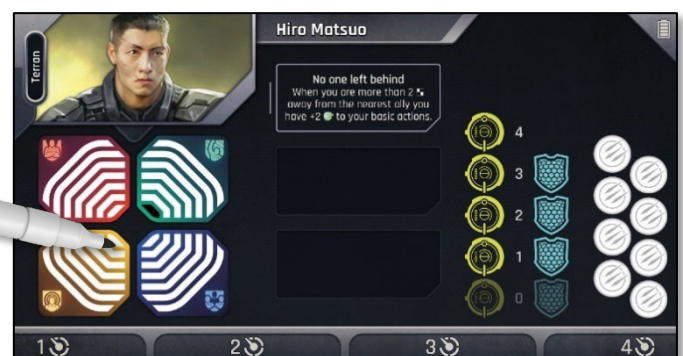 Hiro Matsuo
Terran
No one left behind
When you are more than 2
away from the nearest ally you
have +2 to your basic actions.
4
3
2
1
0
1
2
3
4